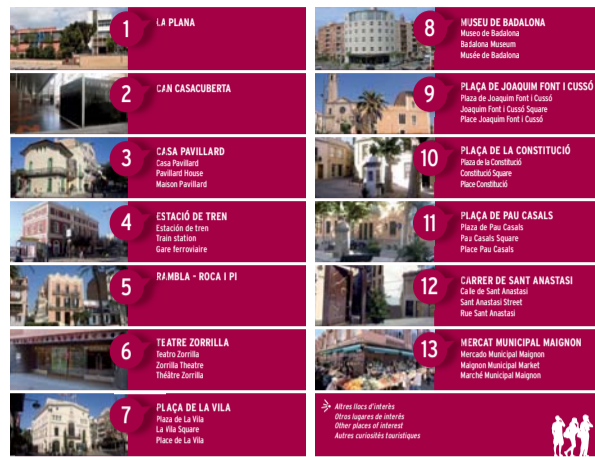 1
LA PLANA
2
CAN CASACUBERTA
3
CASA PAVILLARD
Casa Pavillard
Pavillard House
Maison Pavillard
4
ESTACIÓ DE TREN
Estación de tren
Train station
Gare ferroviaire
5
RAMBLA - ROCA I PI
6
TEATRE ZORRILLA
Teatro Zorrilla
Zorrilla Theatre
Théâtre Zorrilla
7
PLAÇA DE LA VILA
Plaza de La Vila
La Vila Square
Place de La Vila
8
MUSEU DE BADALONA
Museo de Badalona
Badalona Museum
Musée de Badalona
9
PLAÇA DE JOAQUIM FONT I CUSSÓ
Plaza de Joaquim Font i Cussó
Joaquim Font i Cussó Square
Place Joaquim Font i Cussó
10
PLAÇA DE LA CONSTITUCIÓ
Plaza de la Constitució
Constitució Square
Place Constitució
11
PLAÇA DE PAU CASALS
Plaza de Pau Casals
Pau Casals Square
Place Pau Casals
12
CARRER DE SANT ANASTASI
Calle de Sant Anastasi
Sant Anastasi Street
Rue Sant Anastasi
13
MERCAT MUNICIPAL MAIGNON
Mercado Municipal Maignon
Maignon Municipal Market
Marché Municipal Maignon
Altres llocs d'interès
Otros lugares de interés
Other places of interest
Autres curiosités touristiques